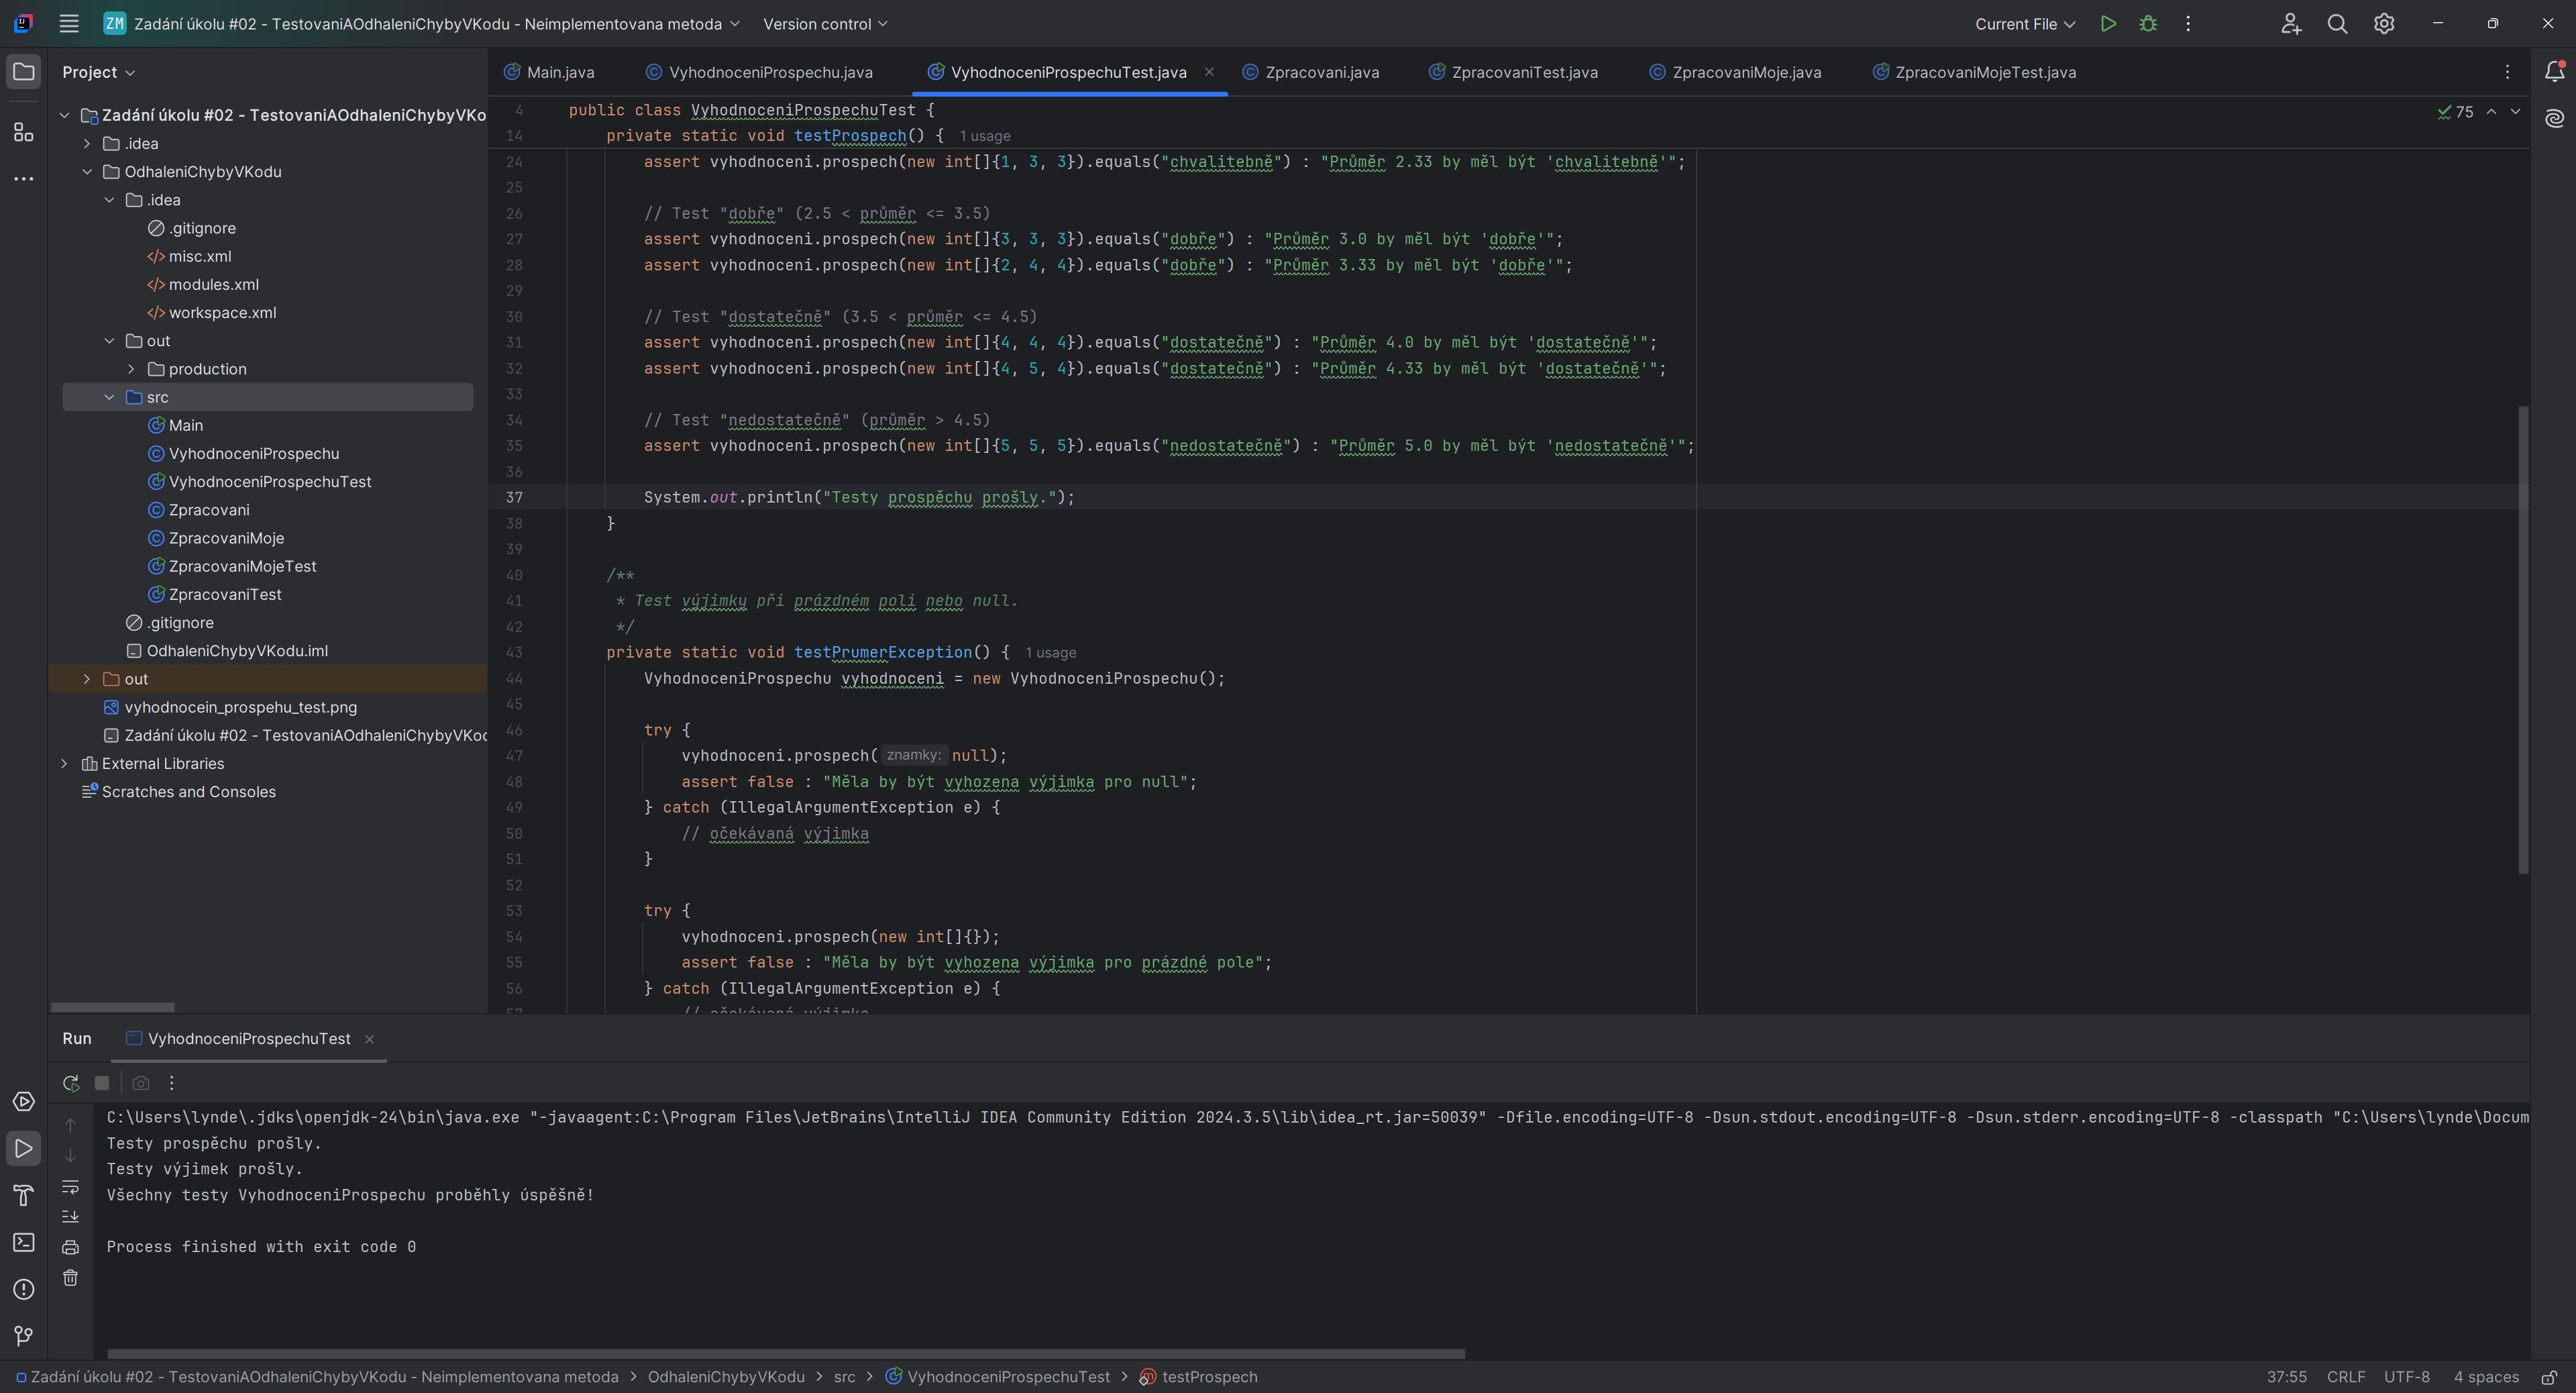 ZM Zadání úkolu #02 - TestovaniAOdhaleniChybyVKodu - Neimplementovana metoda Version control Current File
Project
Main.java VyhodnoceniProspechu.java VyhodnoceniProspechuTest.java Zpracovani.java ZpracovaniTest.java ZpracovaniMoje.java ZpracovaniMojeTest.java
Zadání úkolu #02 - TestovaniAOdhaleniChybyVKo
.idea
OdhaleniChybyVKodu
.idea
.gitignore
misc.xml
modules.xml
workspace.xml
out
production
src
Main
VyhodnoceniProspechu
VyhodnoceniProspechuTest
Zpracovani
ZpracovaniMoje
ZpracovaniMojeTest
ZpracovaniTest
.gitignore
OdhaleniChybyVKodu.iml
out
vyhodnocein_prospehu_test.png
Zadání úkolu #02 - TestovaniAOdhaleniChybyVKod
External Libraries
Scratches and Consoles
75
4 public class VyhodnoceniProspechuTest {
14 private static void testProspech() { 1 usage
24 assert vyhodnoceni.prospech(new int[]{1, 3, 3}).equals("chvalitebně") : "Průměr 2.33 by měl být 'chvalitebně'";
25
26 // Test "dobře" (2.5 < průměr <= 3.5)
27 assert vyhodnoceni.prospech(new int[]{3, 3, 3}).equals("dobře") : "Průměr 3.0 by měl být 'dobře'";
28 assert vyhodnoceni.prospech(new int[]{2, 4, 4}).equals("dobře") : "Průměr 3.33 by měl být 'dobře'";
29
30 // Test "dostatečně" (3.5 < průměr <= 4.5)
31 assert vyhodnoceni.prospech(new int[]{4, 4, 4}).equals("dostatečně") : "Průměr 4.0 by měl být 'dostatečně'";
32 assert vyhodnoceni.prospech(new int[]{4, 5, 4}).equals("dostatečně") : "Průměr 4.33 by měl být 'dostatečně'";
33
34 // Test "nedostatečně" (průměr > 4.5)
35 assert vyhodnoceni.prospech(new int[]{5, 5, 5}).equals("nedostatečně") : "Průměr 5.0 by měl být 'nedostatečně'";
36
37 System.out.println("Testy prospěchu prošly.");
38 }
39
40 /**
41 * Test výjimky při prázdném poli nebo null.
42 */
43 private static void testPrumerException() { 1 usage
44 VyhodnoceniProspechu vyhodnoceni = new VyhodnoceniProspechu();
45
46 try {
47 vyhodnoceni.prospech( znamky: null);
48 assert false : "Měla by být vyhozena výjimka pro null";
49 } catch (IllegalArgumentException e) {
50 // očekávaná výjimka
51 }
52
53 try {
54 vyhodnoceni.prospech(new int[]{});
55 assert false : "Měla by být vyhozena výjimka pro prázdné pole";
56 } catch (IllegalArgumentException e) {
57 // očekávaná výjimka
Run VyhodnoceniProspechuTest
C:\Users\lynde\.jdks\openjdk-24\bin\java.exe "-javaagent:C:\Program Files\JetBrains\IntelliJ IDEA Community Edition 2024.3.5\lib\idea_rt.jar=50039" -Dfile.encoding=UTF-8 -Dsun.stdout.encoding=UTF-8 -Dsun.stderr.encoding=UTF-8 -classpath "C:\Users\lynde\Docum
Testy prospěchu prošly.
Testy výjimek prošly.
Všechny testy VyhodnoceniProspechu proběhly úspěšně!
Process finished with exit code 0
Zadání úkolu #02 - TestovaniAOdhaleniChybyVKodu - Neimplementovana metoda > OdhaleniChybyVKodu > src > VyhodnoceniProspechuTest > testProspech 37:55 CRLF UTF-8 4 spaces